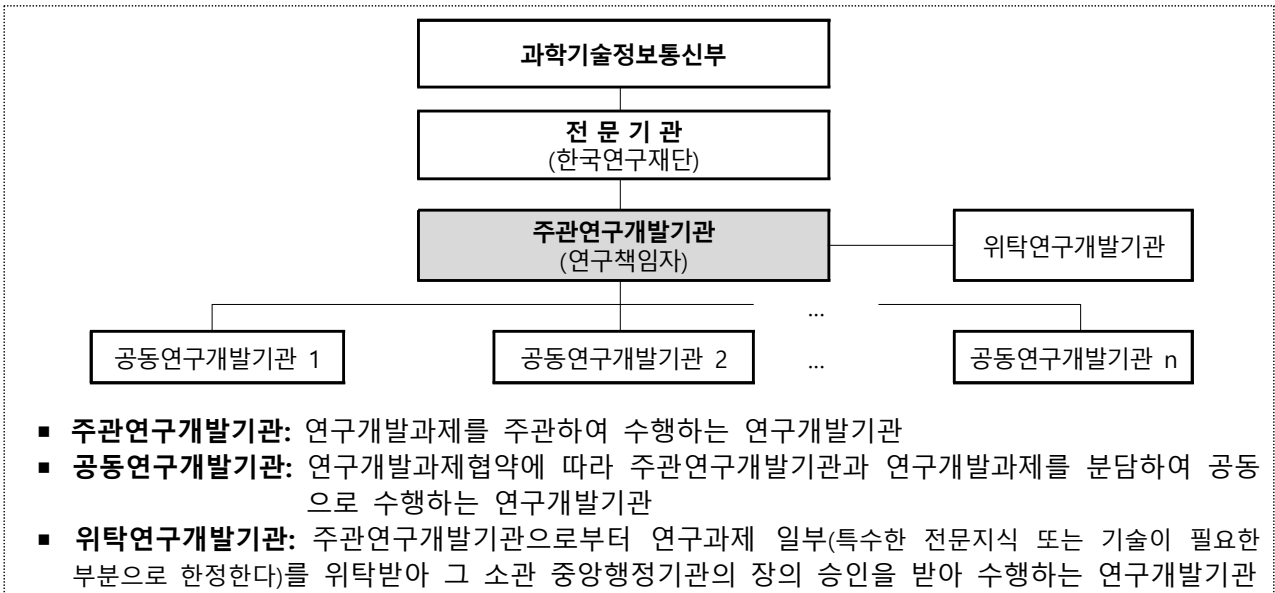 과학기술정보통신부
전 문 기 관
(한국연구재단)
주관연구개발기관
(연구책임자)
위탁연구개발기관
...
공동연구개발기관 1
공동연구개발기관 2
...
공동연구개발기관 n
▪ 주관연구개발기관: 연구개발과제를 주관하여 수행하는 연구개발기관
▪ 공동연구개발기관: 연구개발과제협약에 따라 주관연구개발기관과 연구개발과제를 분담하여 공동
으로 수행하는 연구개발기관
▪ 위탁연구개발기관: 주관연구개발기관으로부터 연구과제 일부(특수한 전문지식 또는 기술이 필요한
부분으로 한정한다)를 위탁받아 그 소관 중앙행정기관의 장의 승인을 받아 수행하는 연구개발기관